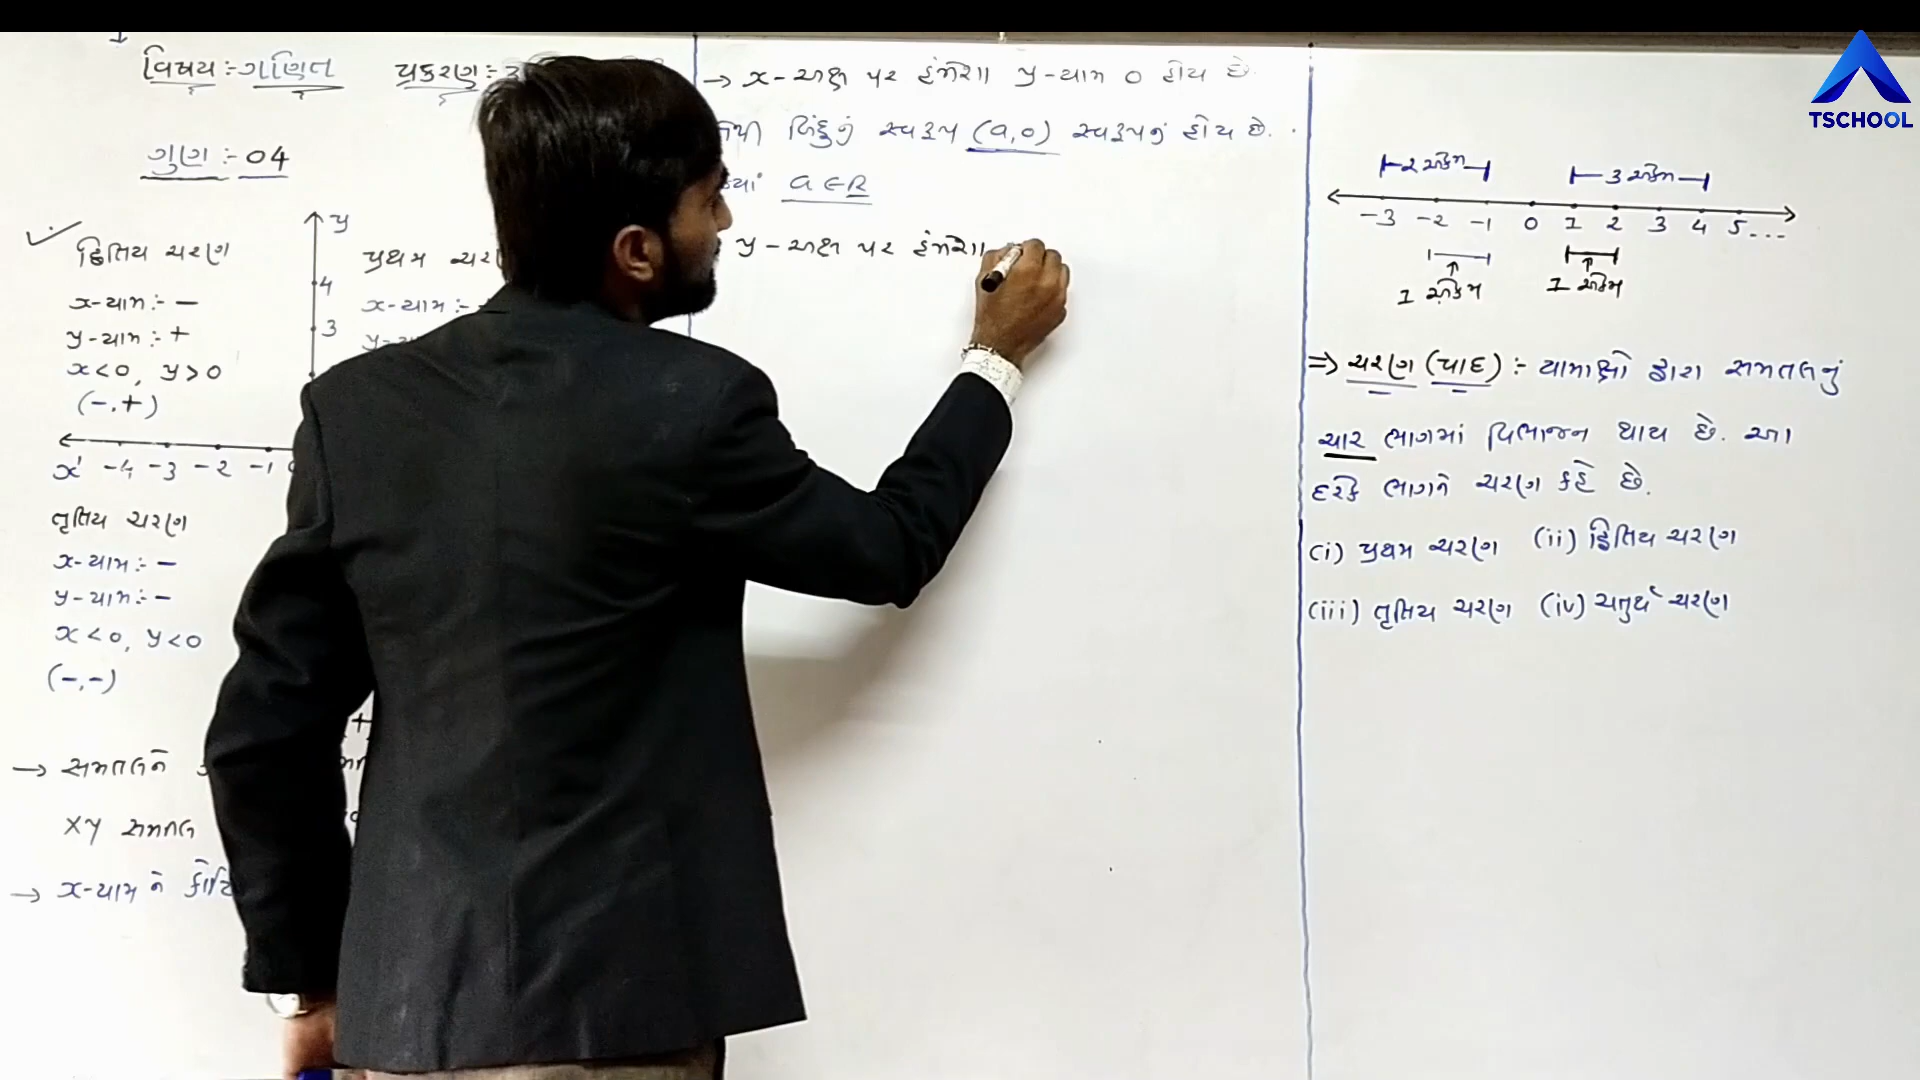 વિષય :- ગણિત પ્રકરણ :- 3
ગુણ :- 04
દ્વિતિય ચરણ
x-યામ :- −
y-યામ :- +
x<0, y>0
(−,+)
y
4
3
પ્રથમ
x-યામ :-
x' -4 -3 -2 -1
તૃતિય ચરણ
x-યામ :- −
y-યામ :- −
x<0, y<0
(−,−)
→ સમતલને
XY સમતલ
→ x-યામ ને
→ x-અક્ષ પર હંમેશા y-યામ 0 હોય છે.
બિંદુનું સ્વરૂપ (a,0) સ્વરૂપનું હોય છે.
a∈R
y-અક્ષ પર હંમેશા
TSCHOOL
2 એકમ 3 એકમ
-3 -2 -1 0 1 2 3 4 5...
1 એકમ 1 એકમ
⇒ ચરણ (પાદ) :- યામાક્ષો દ્વારા સમતલનું
ચાર ભાગમાં વિભાજન થાય છે. આ
દરેક ભાગને ચરણ કહે છે.
(i) પ્રથમ ચરણ (ii) દ્વિતિય ચરણ
(iii) તૃતિય ચરણ (iv) ચતુર્થ ચરણ